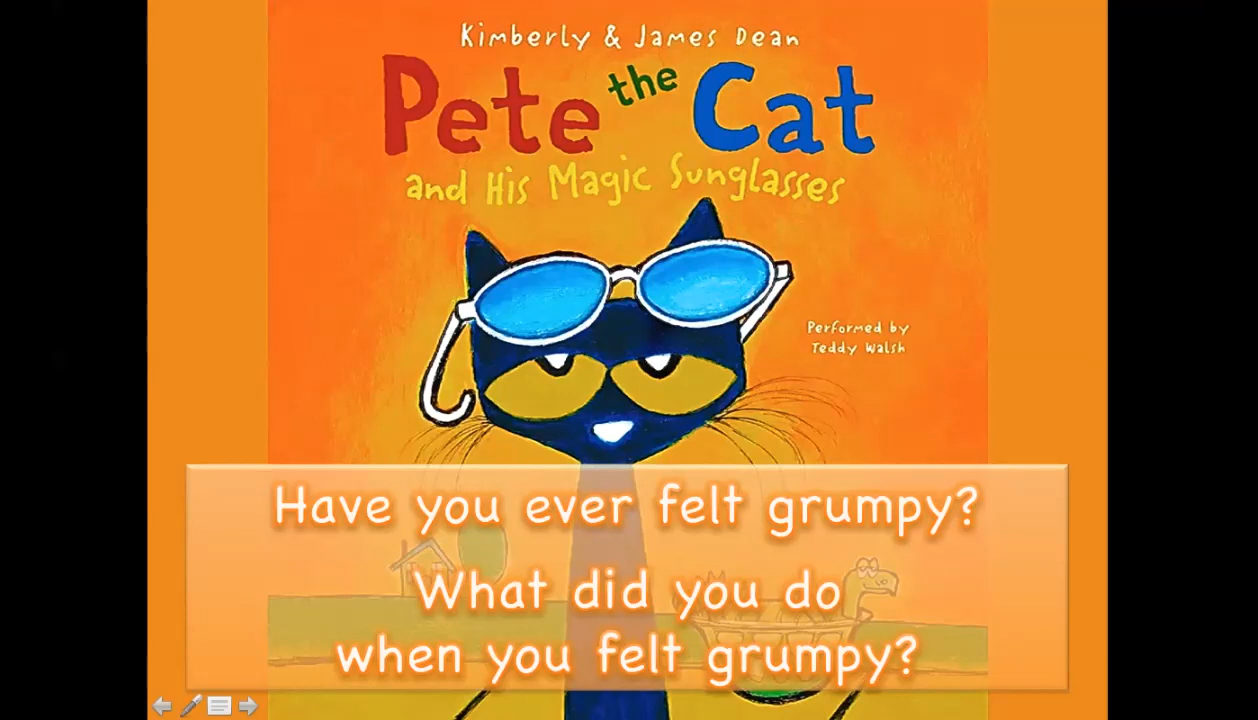 Kimberly & James Dean
Pete the Cat
and His Magic Sunglasses
Performed by
Teddy Walsh
Have you ever felt grumpy?
What did you do
when you felt grumpy?